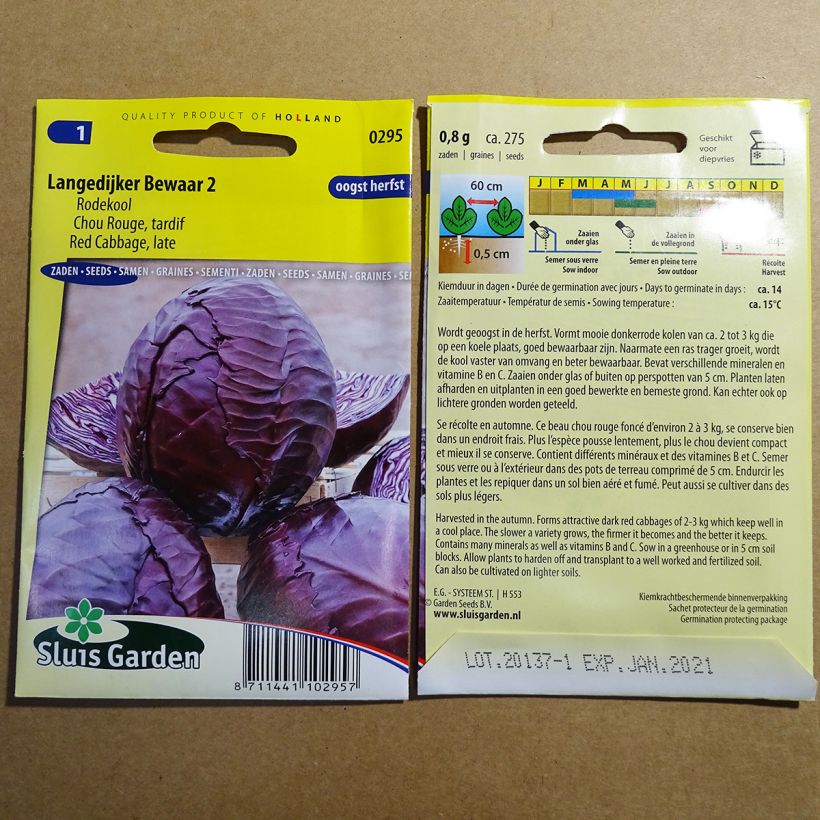 QUALITY PRODUCT OF HOLLAND
1
0295
Langedijker Bewaar 2
oogst herfst
Rodekool
Chou Rouge, tardif
Red Cabbage, late
ZADEN • SEEDS • SAMEN • GRAINES • SEMENTI • ZADEN • SEEDS • SAMEN • GRAINES • SE
Sluis Garden
8 711441 102957
0,8 g ca. 275
zaden | graines | seeds
Geschikt
voor
diepvries
60 cm
0,5 cm
J F M A M J J A S O N D
Zaaien
onder glas
Semer sous verre
Sow indoor
Zaaien in
de vollegrond
Semer en pleine terre
Sow outdoor
Récolte
Harvest
Kiemduur in dagen • Durée de germination avec jours • Days to germinate in days : ca. 14
Zaaitemperatuur • Températur de semis • Sowing temperature : ca. 15°C
Wordt geoogst in de herfst. Vormt mooie donkerrode kolen van ca. 2 tot 3 kg die
op een koele plaats, goed bewaarbaar zijn. Naarmate een ras trager groeit, wordt
de kool vaster van omvang en beter bewaarbaar. Bevat verschillende mineralen en
vitamine B en C. Zaaien onder glas of buiten op perspotten van 5 cm. Planten laten
afharden en uitplanten in een goed bewerkte en bemeste grond. Kan echter ook op
lichtere gronden worden geteeld.
Se récolte en automne. Ce beau chou rouge foncé d'environ 2 à 3 kg, se conserve bien
dans un endroit frais. Plus l'espèce pousse lentement, plus le chou devient compact
et mieux il se conserve. Contient différents minéraux et des vitamines B et C. Semer
sous verre ou à l'extérieur dans des pots de terreau comprimé de 5 cm. Endurcir les
plantes et les repiquer dans un sol bien aéré et fumé. Peut aussi se cultiver dans des
sols plus légers.
Harvested in the autumn. Forms attractive dark red cabbages of 2-3 kg which keep well in
a cool place. The slower a variety grows, the firmer it becomes and the better it keeps.
Contains many minerals as well as vitamins B and C. Sow in a greenhouse or in 5 cm soil
blocks. Allow plants to harden off and transplant to a well worked and fertilized soil.
Can also be cultivated on lighter soils.
E.G. - SYSTEEM ST. | H 553
© Garden Seeds B.V.
www.sluisgarden.nl
Kiemkrachtbeschermende binnenverpakking
Sachet protecteur de la germination
Germination protecting package
LOT.20137-1 EXP.JAN.2021